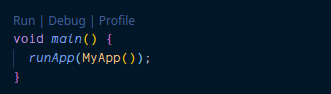 Run | Debug | Profile
void main() {
  runApp(MyApp());
}